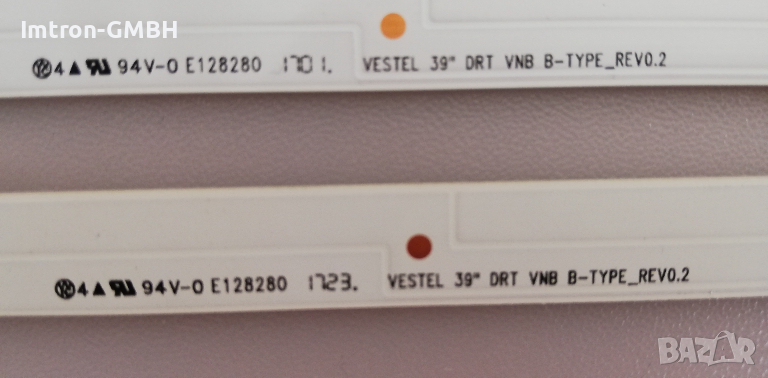 Imtron-GMBH
4 94V-0 E128280 1701. VESTEL 39" DRT VNB B-TYPE_REV0.2
4 94V-0 E128280 1723. VESTEL 39" DRT VNB B-TYPE_REV0.2
BAZAR